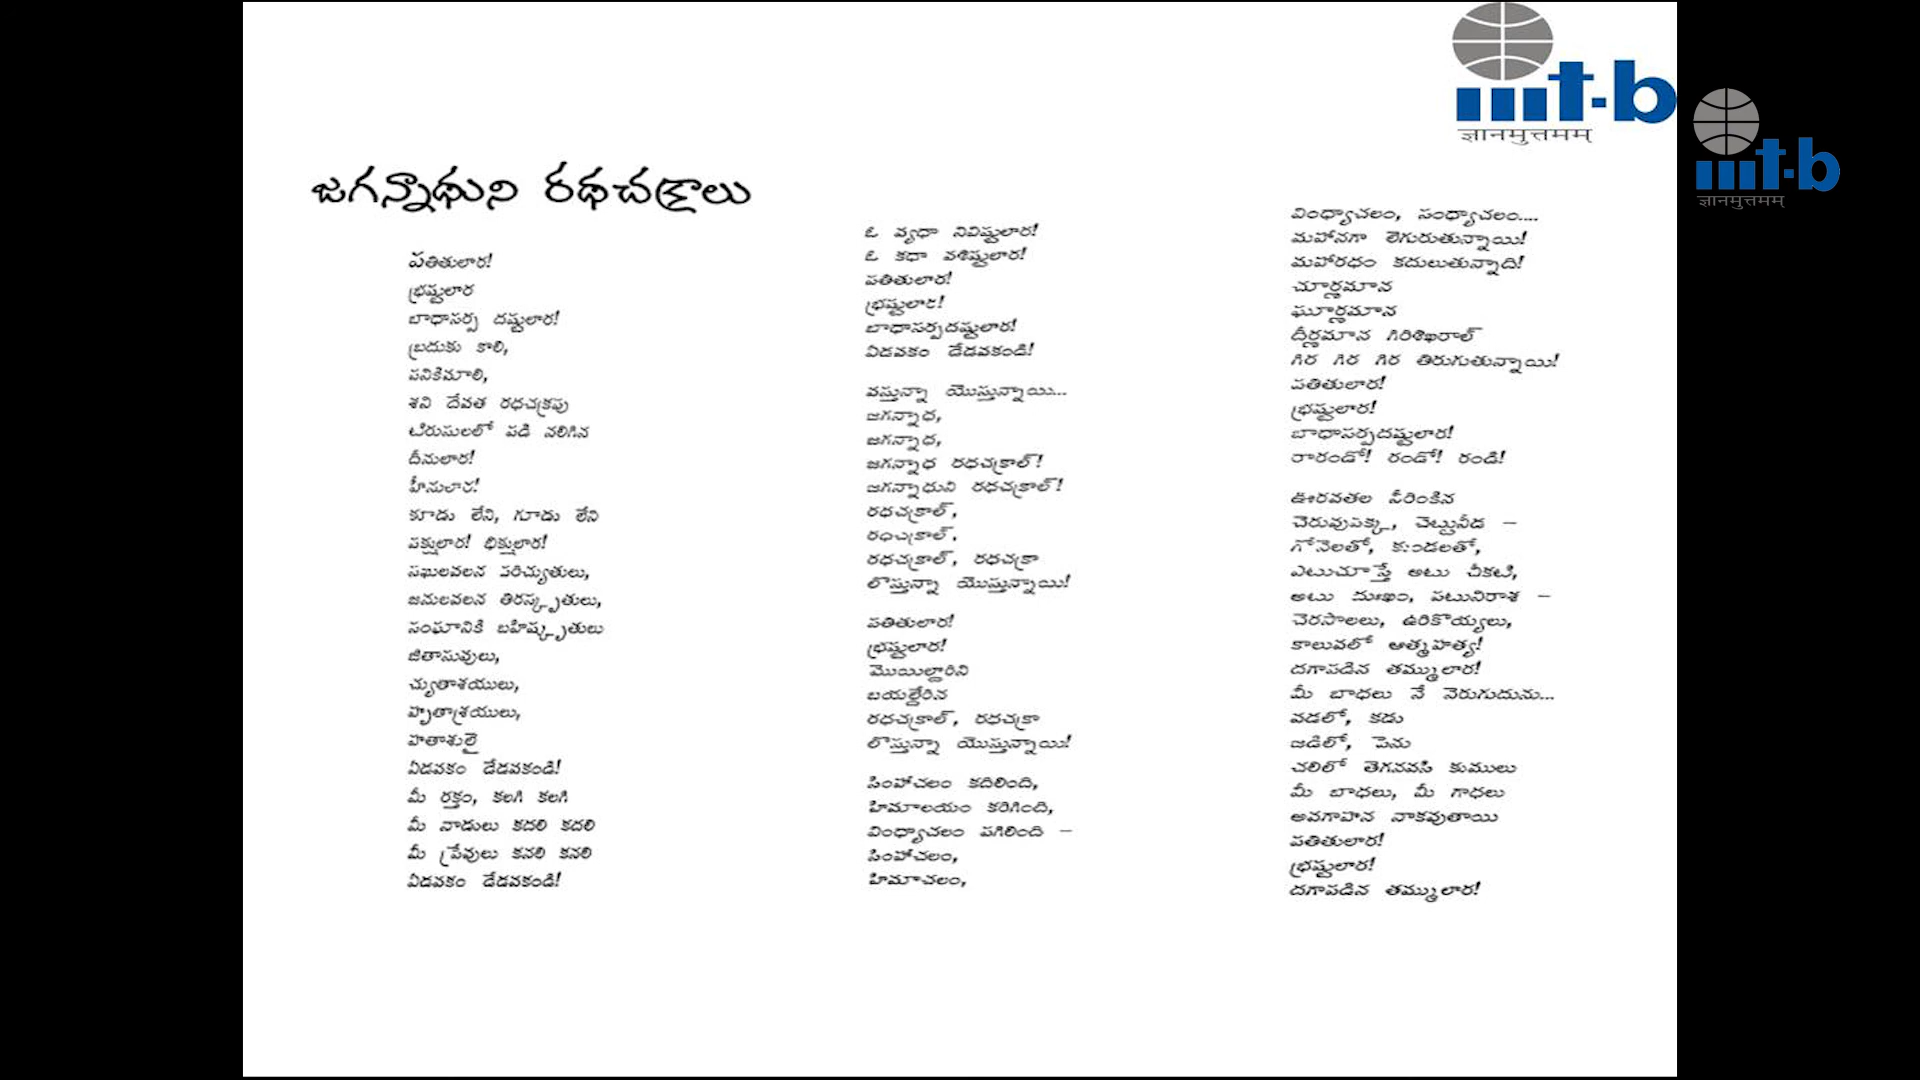 iiit-b
ज्ञानमुत्तमम्
iiit-b
ज्ञानमुत्तमम्
జగన్నాథుని రథచక్రాలు
పతితులార!
భ్రష్టులార
బాధాసర్ప దష్టులార!
బ్రదుకు కాలి,
పనికిమాలి,
శని దేవత రథచక్రపు
టిరుసులలో పడి నలిగిన
దీనులార!
హీనులార!
కూడు లేని, గూడు లేని
పక్షులార! భిక్షులార!
సఖులవలన పరిచ్యుతులు,
జనులవలన తిరస్కృతులు,
సంఘానికి బహిష్కృతులు
జితాసువులు,
చ్యుతాశయులు,
హృతాశ్రయులు,
హతాశులై
ఏడవకం డేడవకండి!
మీ రక్తం, కలగి కలగి
మీ నాడులు కదలి కదలి
మీ ప్రేవులు కనలి కనలి
ఏడవకం డేడవకండి!
ఓ వ్యధా నివిష్టులార!
ఓ కథా వశిష్టులార!
పతితులార!
భ్రష్టులార!
బాధాసర్పదష్టులార!
ఏడవకం డేడవకండి!
వస్తున్నా యొస్తున్నాయి...
జగన్నాధ,
జగన్నాధ,
జగన్నాధ రథచక్రాల్!
జగన్నాధుని రథచక్రాల్!
రథచక్రాల్,
రథచక్రాల్,
రథచక్రాల్, రథచక్రా
లొస్తున్నా యొస్తున్నాయి!
పతితులార!
భ్రష్టులార!
మొయిల్దారిని
బయల్దేరిన
రథచక్రాల్, రథచక్రా
లొస్తున్నా యొస్తున్నాయి!
సింహాచలం కదిలింది,
హిమాలయం కరిగింది,
వింధ్యాచలం పగిలింది –
సింహాచలం,
హిమాచలం,
వింధ్యాచలం, సంధ్యాచలం....
మహానగా లెగురుతున్నాయి!
మహారథం కదులుతున్నాది!
చూర్ణమాన
ఘూర్ణమాన
దీర్ణమాన గిరిశిఖరాల్
గిర గిర గిర తిరుగుతున్నాయి!
పతితులార!
భ్రష్టులార!
బాధాసర్పదష్టులార!
రారండో! రండో! రండి!
ఊరవతల నీరింకిన
చెరువుపక్క, చెట్టునీడ –
గోనెలతో, కుండలతో,
ఎటుచూస్తే అటు చీకటి,
అటు దుఃఖం, పటునిరాశ –
చెరసాలలు, ఉరికొయ్యలు,
కాలువలో ఆత్మహత్య!
దగాపడిన తమ్ములార!
మీ బాధలు నే నెరుగుదును...
వడలో, కడు
జడిలో, పెను
చలిలో తెగనవసి కుములు
మీ బాధలు, మీ గాధలు
అవగాహన నాకవుతాయి
పతితులార!
భ్రష్టులార!
దగాపడిన తమ్ములార!